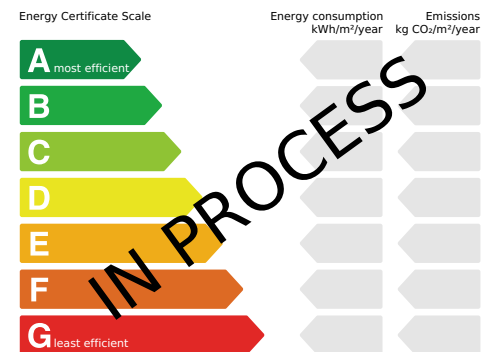 Energy Certificate Scale
Energy consumption
kWh/m²/year
Emissions
kg CO₂/m²/year
A most efficient
B
C
D
E
F
G least efficient
IN PROCESS